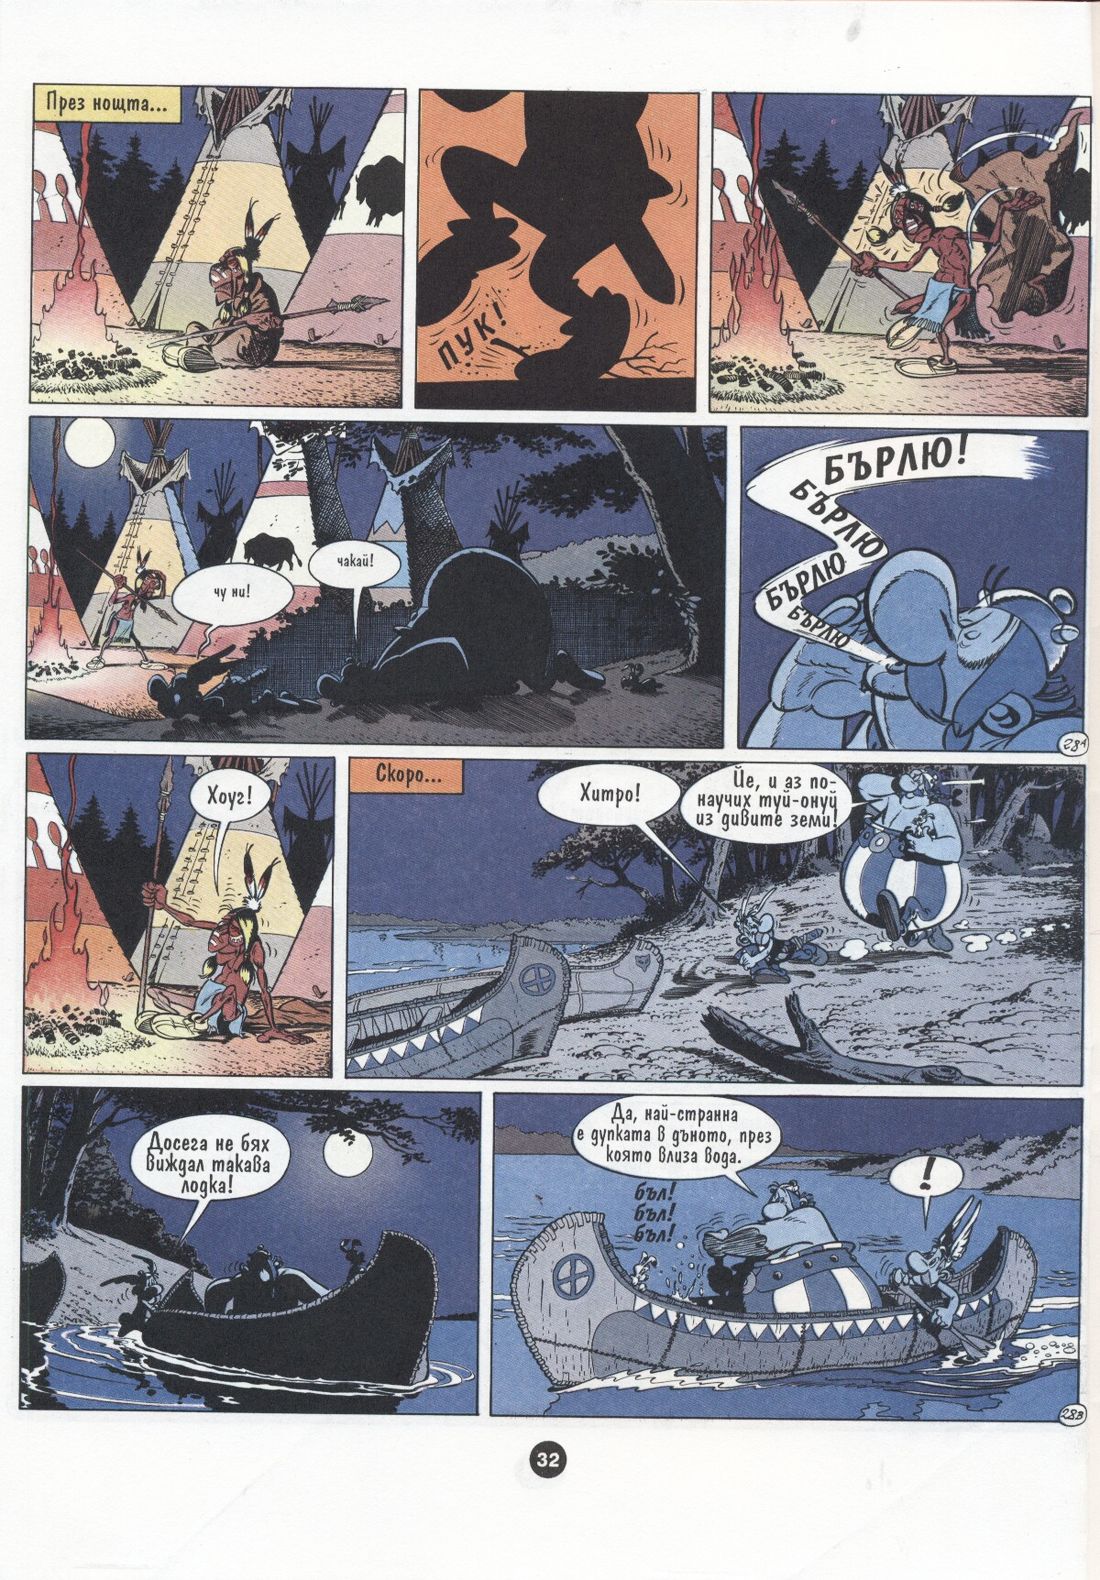 През нощта...
ПУК!
чу ни!
чакай!
БЪРЛЮ!
БЪРЛЮ
БЪРЛЮ
БЪРЛЮ
28A
Хоуг!
Скоро...
Хитро!
Йе, и аз по-
научих туй-онуй
из дивите земи!
Досега не бях
виждал такава
лодка!
Да, най-странна
е дупката в дъното, през
която влиза вода.
бъл!
бъл!
бъл!
!
28B
32